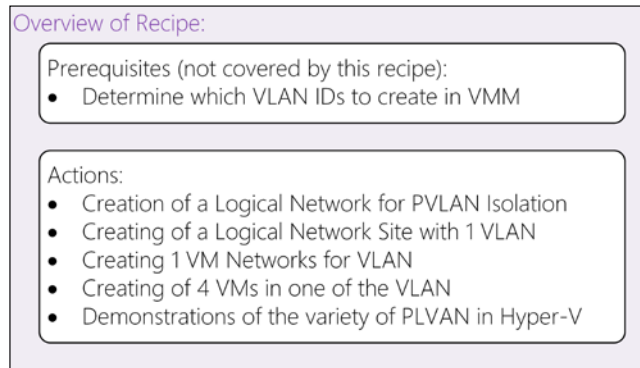 Overview of Recipe:
Prerequisites (not covered by this recipe):
• Determine which VLAN IDs to create in VMM
Actions:
• Creation of a Logical Network for PVLAN Isolation
• Creating of a Logical Network Site with 1 VLAN
• Creating 1 VM Networks for VLAN
• Creating of 4 VMs in one of the VLAN
• Demonstrations of the variety of PLVAN in Hyper-V